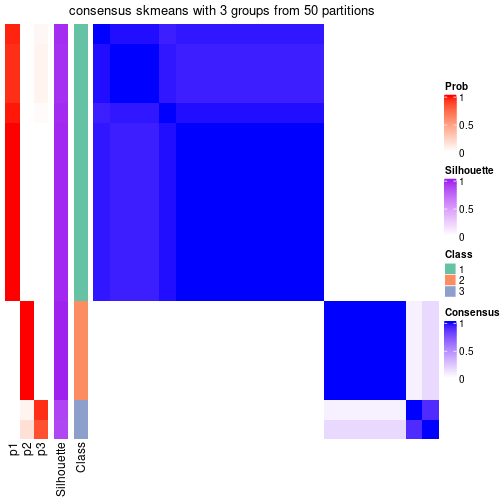 consensus skmeans with 3 groups from 50 partitions
Prob
1
0.5
0
Silhouette
1
0.5
0
Class
1
2
3
Consensus
1
0.5
0
p1
p2
p3
Silhouette
Class